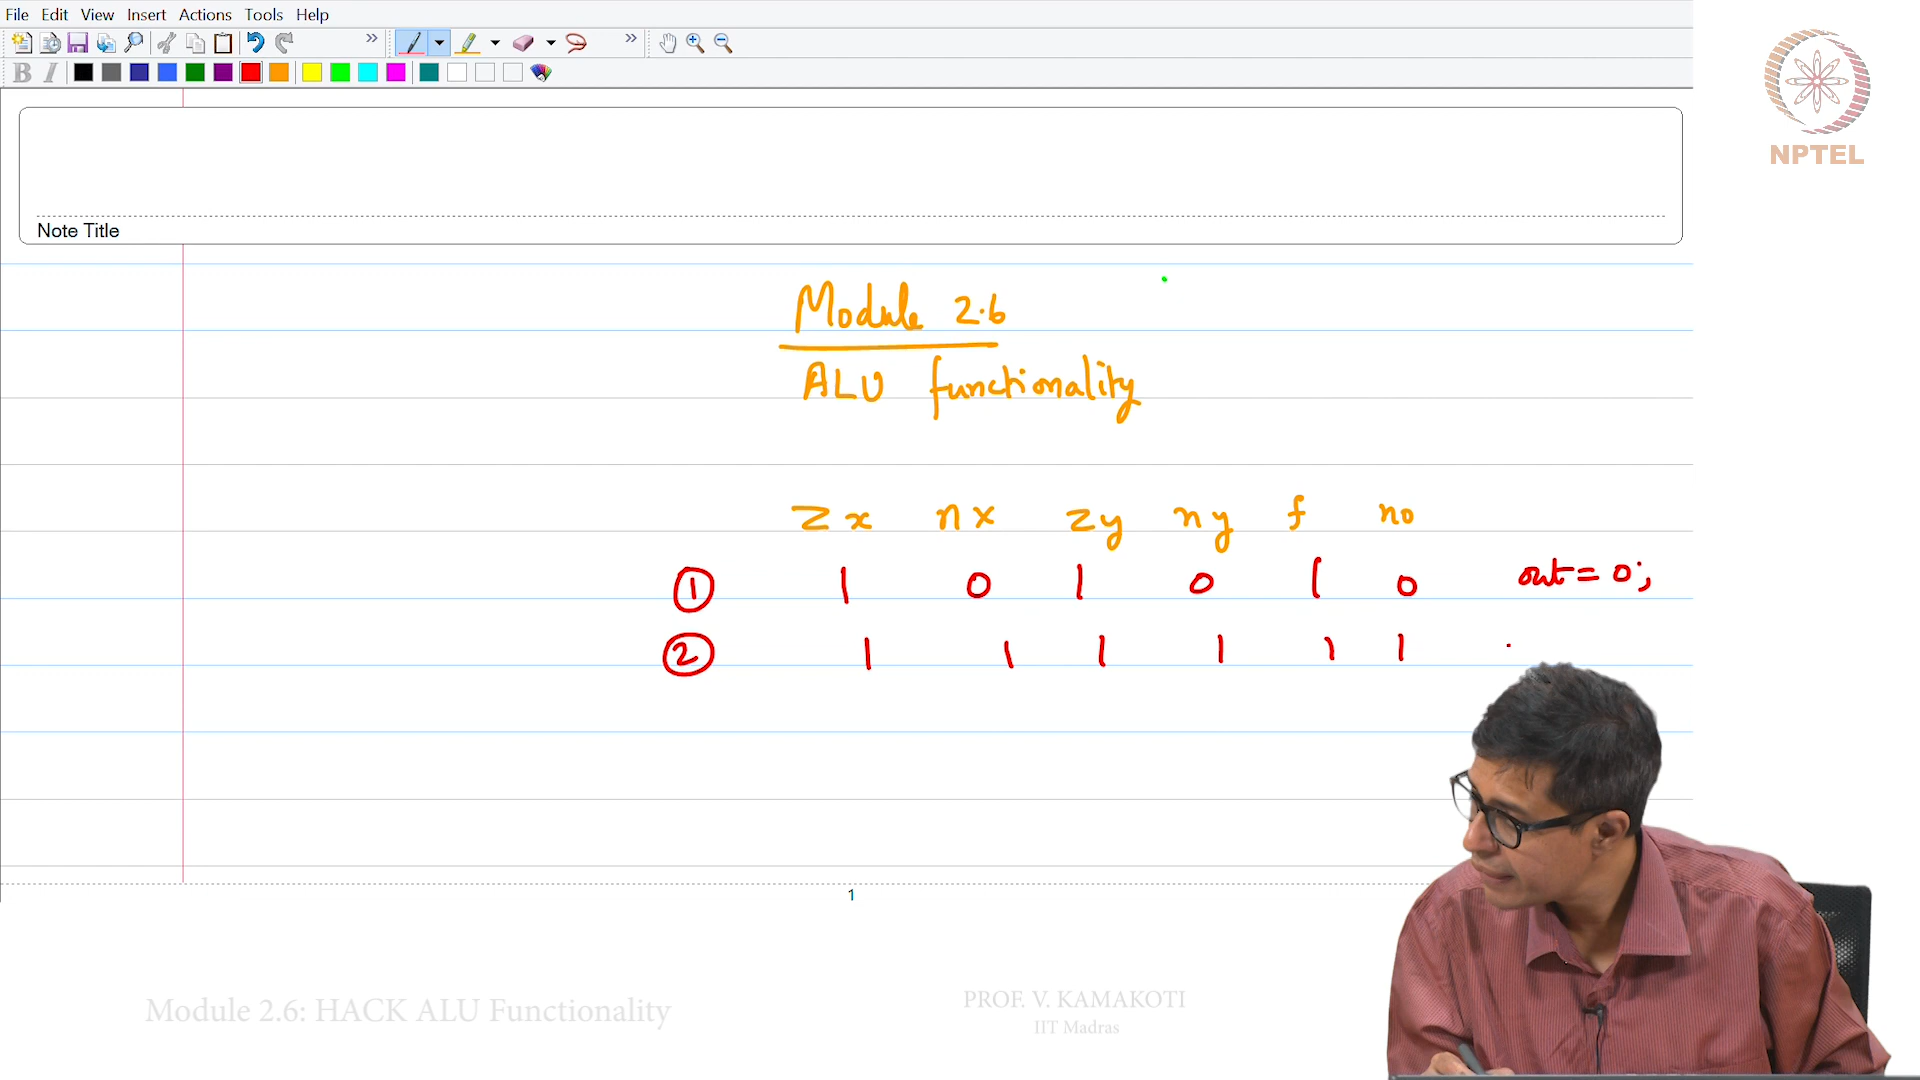 File Edit View Insert Actions Tools Help
B I
NPTEL
Note Title
Module 2.6
ALU functionality
zx nx zy ny f no
① 1 0 1 0 1 0 out = 0;
② 1 1 1 1 1 1
1
Module 2.6: HACK ALU Functionality
PROF. V. KAMAKOTI
IIT Madras